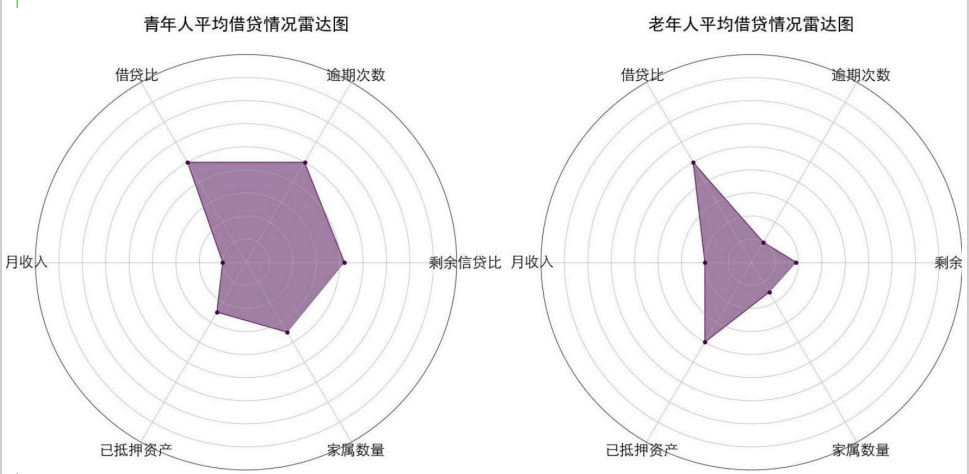 青年人平均借贷情况雷达图
借贷比
逾期次数
月收入
剩余信贷比
已抵押资产
家属数量
老年人平均借贷情况雷达图
借贷比
逾期次数
月收入
剩余
已抵押资产
家属数量